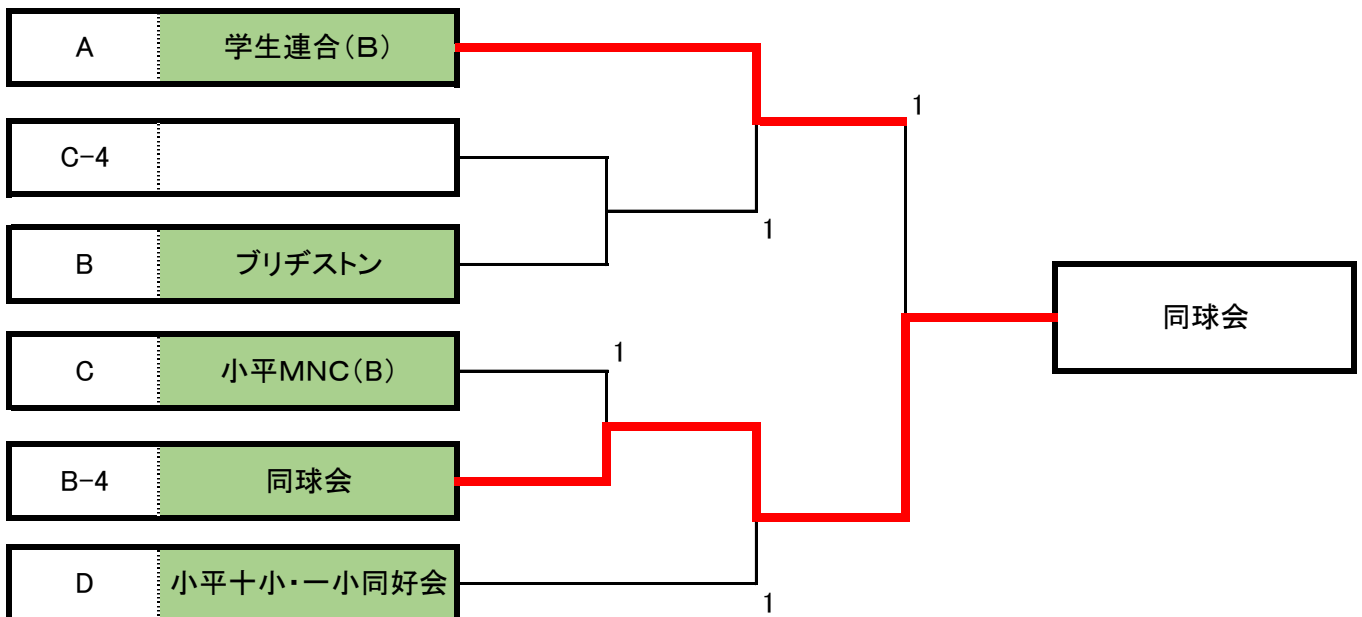 A 学生連合(B)
1
C-4
1
B ブリヂストン
同球会
C 小平MNC(B)
1
B-4 同球会
D 小平十小・一小同好会
1